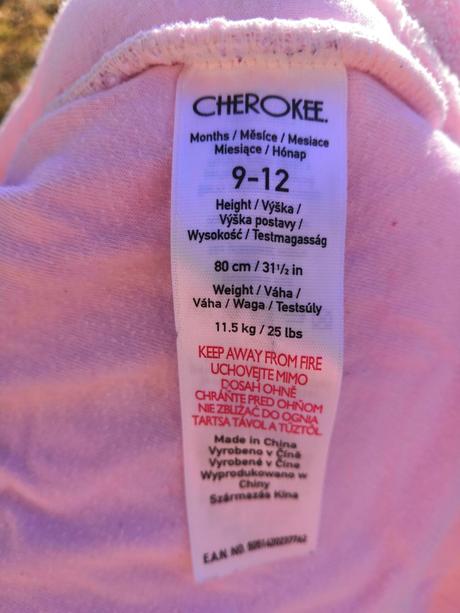 CHEROKEE.
Months / Měsíce / Mesiace
Miesiące / Hónap
9-12
Height / Výška /
Výška postavy /
Wysokość / Testmagasság
80 cm / 31½ in
Weight / Váha /
Váha / Waga / Testsúly
11.5 kg / 25 lbs
KEEP AWAY FROM FIRE
UCHOVEJTE MIMO
DOSAH OHNĚ
CHRÁŇTE PRED OHŇOM
NIE ZBLIŻAĆ DO OGNIA
TARTSA TÁVOL A TŰZTŐL
Made in China
Vyrobeno v Číně
Vyrobené v Číne
Wyprodukowano w
Chiny
Származás Kína
E.A.N. NO.